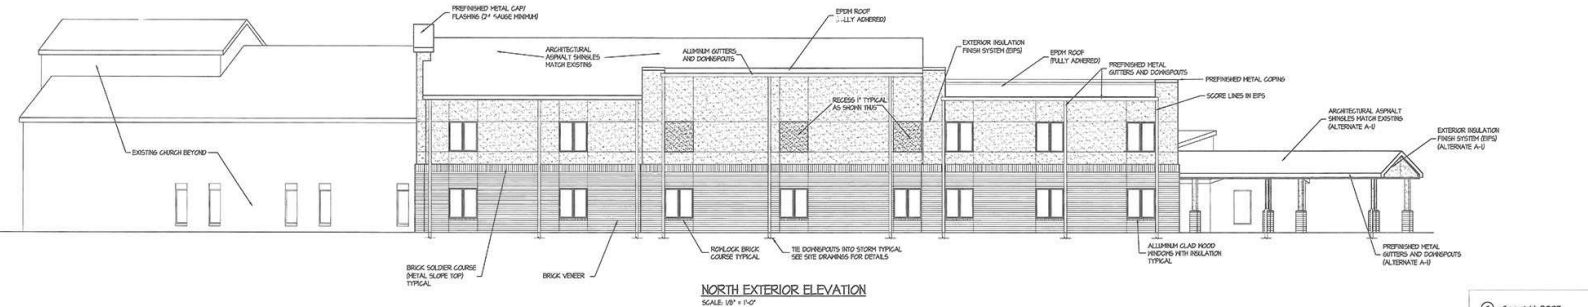 PREFINISHED METAL CAP/
FLASHING (24 GAUGE MINIMUM)
EPDM ROOF
(FULLY ADHERED)
ARCHITECTURAL
ASPHALT SHINGLES
MATCH EXISTING
ALUMINUM GUTTERS
AND DOWNSPOUTS
EXTERIOR INSULATION
FINISH SYSTEM (EIFS)
EPDM ROOF
(FULLY ADHERED)
PREFINISHED METAL
GUTTERS AND DOWNSPOUTS
PREFINISHED METAL COPING
SCORE LINES IN EIFS
RECESS 1" TYPICAL
AS SHOWN THUS
ARCHITECTURAL ASPHALT
SHINGLES MATCH EXISTING
(ALTERNATE A-1)
EXTERIOR INSULATION
FINISH SYSTEM (EIFS)
(ALTERNATE A-1)
EXISTING CHURCH BEYOND
BRICK SOLDIER COURSE
(METAL SLOPE TOP)
TYPICAL
BRICK VENEER
ROWLOCK BRICK
COURSE TYPICAL
TIE DOWNSPOUTS INTO STORM TYPICAL
SEE SITE DRAWINGS FOR DETAILS
ALUMINUM CLAD WOOD
WINDOWS WITH INSULATION
TYPICAL
PREFINISHED METAL
GUTTERS AND DOWNSPOUTS
(ALTERNATE A-1)
NORTH EXTERIOR ELEVATION
SCALE: 1/8" = 1'-0"